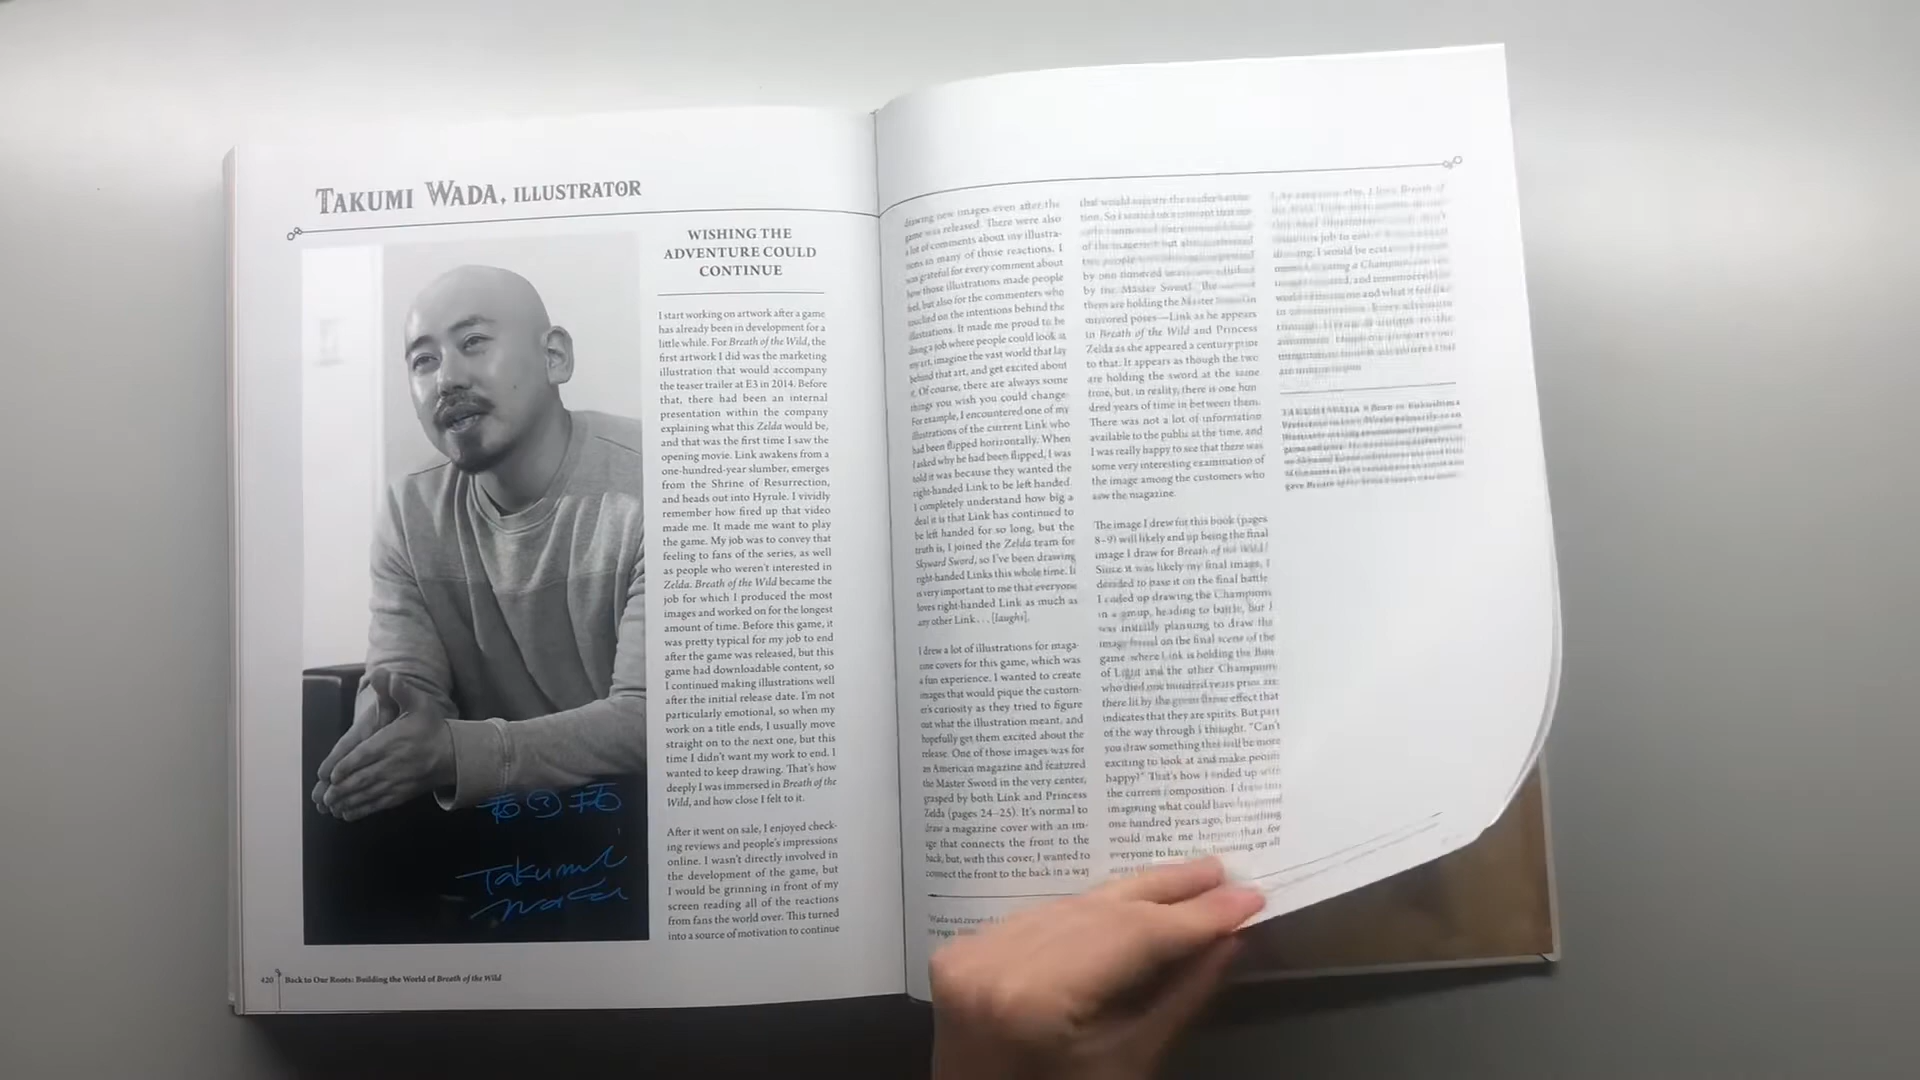 TAKUMI WADA, ILLUSTRATOR
WISHING THE
ADVENTURE COULD
CONTINUE
I start working on artwork after a game
has already been in development for a
little while. For Breath of the Wild, the
first artwork I did was the marketing
illustration that would accompany
the teaser trailer at E3 in 2014. Before
that, there had been an internal
presentation within the company
explaining what this Zelda would be,
and that was the first time I saw the
opening movie. Link awakens from a
one-hundred-year slumber, emerges
from the Shrine of Resurrection,
and heads out into Hyrule. I vividly
remember how fired up that video
made me. It made me want to play
the game. My job was to convey that
feeling to fans of the series, as well
as people who weren't interested in
Zelda. Breath of the Wild became the
job for which I produced the most
images and worked on for the longest
amount of time. Before this game, it
was pretty typical for my job to end
after the game was released, but this
game had downloadable content, so
I continued making illustrations well
after the initial release date. I'm not
particularly emotional, so when my
work on a title ends, I usually move
straight on to the next one, but this
time I didn't want my work to end. I
wanted to keep drawing. That's how
deeply I was immersed in Breath of the
Wild, and how close I felt to it.
After it went on sale, I enjoyed check-
ing reviews and people's impressions
online. I wasn't directly involved in
the development of the game, but
I would be grinning in front of my
screen reading all of the reactions
from fans the world over. This turned
into a source of motivation to continue
Takumi
Wada
420
Back to Our Roots: Building the World of Breath of the Wild
drawing new images even after the
game was released. There were also
a lot of comments about my illustra-
tions in many of those reactions. I
was grateful for every comment about
how those illustrations made people
feel, but also for the commenters who
touched on the intentions behind the
illustrations. It made me proud to be
doing a job where people could look at
my art, imagine the vast world that lay
behind that art, and get excited about
it. Of course, there are always some
things you wish you could change.
For example, I encountered one of my
illustrations of the current Link who
had been flipped horizontally. When
I asked why he had been flipped, I was
told it was because they wanted the
right-handed Link to be left handed.
I completely understand how big a
deal it is that Link has continued to
be left handed for so long, but the
truth is, I joined the Zelda team for
Skyward Sword, so I've been drawing
right-handed Links this whole time. It
is very important to me that everyone
loves right-handed Link as much as
any other Link . . . [laughs].
I drew a lot of illustrations for maga-
zine covers for this game, which was
a fun experience. I wanted to create
images that would pique the custom-
er's curiosity as they tried to figure
out what the illustration meant, and
hopefully get them excited about the
release. One of those images was for
an American magazine and featured
the Master Sword in the very center,
grasped by both Link and Princess
Zelda (pages 24–25). It's normal to
draw a magazine cover with an im-
age that connects the front to the
back, but, with this cover, I wanted to
connect the front to the back in a way
that would
tion. So I
of the
two people
by one
by the Master Sword, the
them are holding the Master in
mirrored poses—Link as he appears
in Breath of the Wild and Princess
Zelda as she appeared a century prior
to that. It appears as though the two
are holding the sword at the same
time, but, in reality, there is one hun
dred years of time in between them.
There was not a lot of information
available to the public at the time, and
I was really happy to see that there was
some very interesting examination of
the image among the customers who
saw the magazine.
The image I drew for this book (pages
8–9) will likely end up being the final
image I draw for Breath of the Wild.
Since it was likely my final image, I
decided to base it on the final battle
I ended up drawing the Champions
in a group, heading to battle, but I
was initially planning to draw the
image based on the final scene of the
game where Link is holding the Bow
of Light and the other Champions
who died one hundred years prior are
there lit by the green flame effect that
indicates that they are spirits. But part
of the way through I thought, "Can't
you draw something that will be more
exciting to look at and make people
happy?" That's how I ended up with
the current composition. I drew
imagining what could have happened
one hundred years ago, but nothing
would make me happier than for
everyone to have up all
I love Breath of
job to
I would be
a Champion
and
me and what it